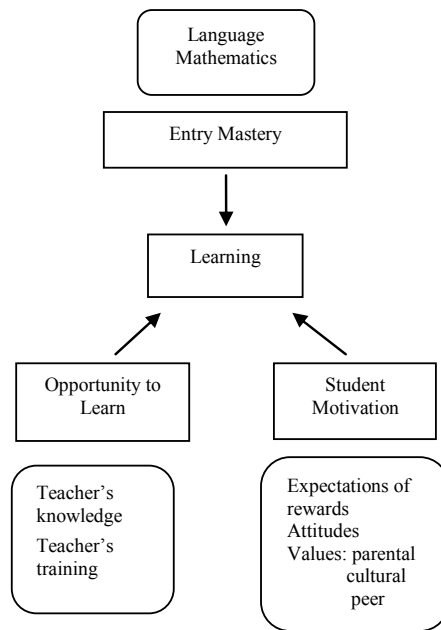 Language
Mathematics
Entry Mastery
Learning
Opportunity to
Learn
Student
Motivation
Teacher’s
knowledge
Teacher’s
training
Expectations of
rewards
Attitudes
Values: parental
cultural
peer